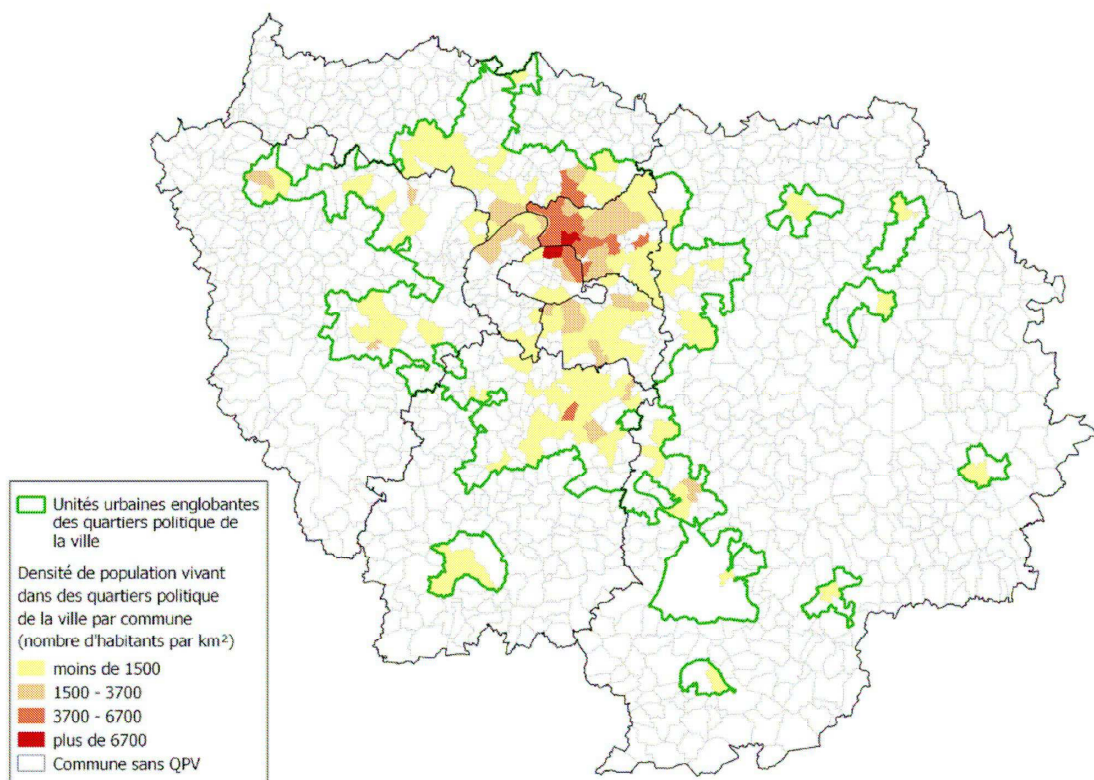 Unités urbaines englobantes
des quartiers politique de
la ville
Densité de population vivant
dans des quartiers politique
de la ville par commune
(nombre d'habitants par km²)
moins de 1500
1500 - 3700
3700 - 6700
plus de 6700
Commune sans QPV